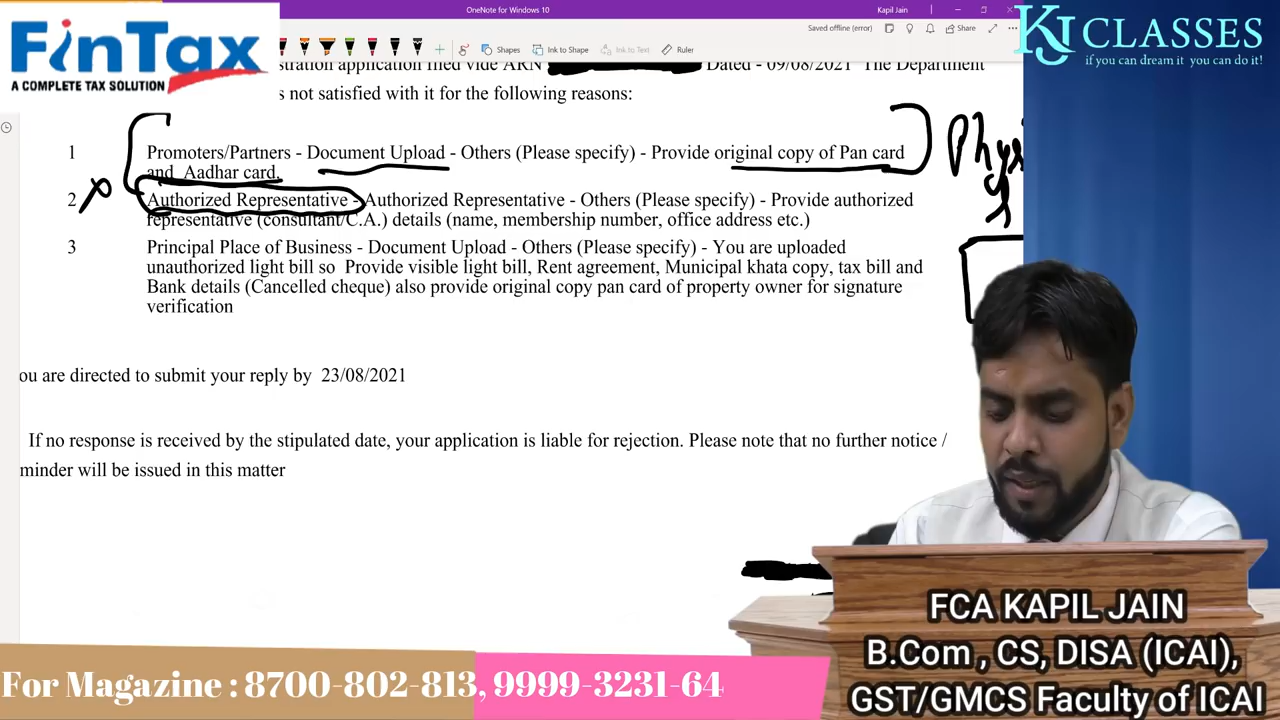 OneNote for Windows 10
Kapil Jain
FinTax
A COMPLETE TAX SOLUTION
Saved offline (error)
Share
Shapes
Ink to Shape
Ink to Text
Ruler
KJ CLASSES
if you can dream it you can do it!
stration application filed vide ARN Dated - 09/08/2021 The Department
s not satisfied with it for the following reasons:
1 Promoters/Partners - Document Upload - Others (Please specify) - Provide original copy of Pan card
and Aadhar card.
2 Authorized Representative - Authorized Representative - Others (Please specify) - Provide authorized
representative (consultant/C.A.) details (name, membership number, office address etc.)
3 Principal Place of Business - Document Upload - Others (Please specify) - You are uploaded
unauthorized light bill so Provide visible light bill, Rent agreement, Municipal khata copy, tax bill and
Bank details (Cancelled cheque) also provide original copy pan card of property owner for signature
verification
ou are directed to submit your reply by 23/08/2021
If no response is received by the stipulated date, your application is liable for rejection. Please note that no further notice /
minder will be issued in this matter
FCA KAPIL JAIN
B.Com , CS, DISA (ICAI),
GST/GMCS Faculty of ICAI
For Magazine : 8700-802-813, 9999-3231-64